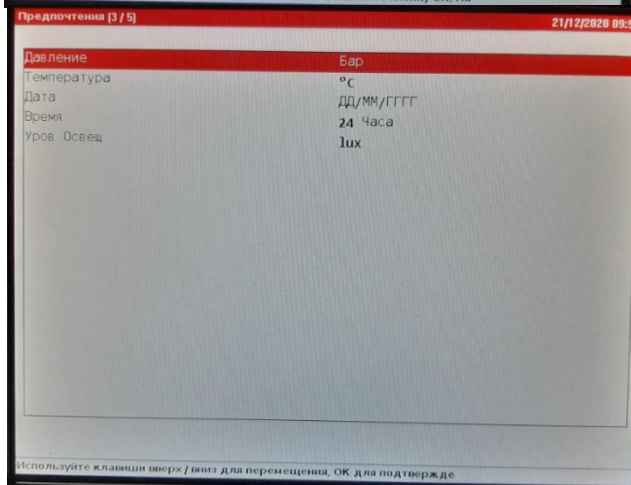 Предпочтения [3 / 5]
21/12/2020 09:5
Давление Бар
Температура °C
Дата ДД/ММ/ГГГГ
Время 24 Часа
Уров Освещ lux
Используйте клавиши вверх / вниз для перемещения, ОК для подтвержде